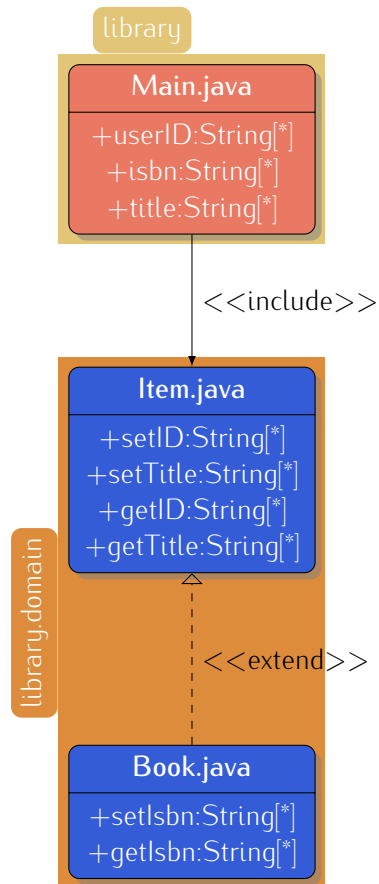 library
Main.java
+userID:String[*]
+isbn:String[*]
+title:String[*]
<<include>>
Item.java
+setID:String[*]
+setTitle:String[*]
+getID:String[*]
+getTitle:String[*]
library.domain
<<extend>>
Book.java
+setIsbn:String[*]
+getIsbn:String[*]